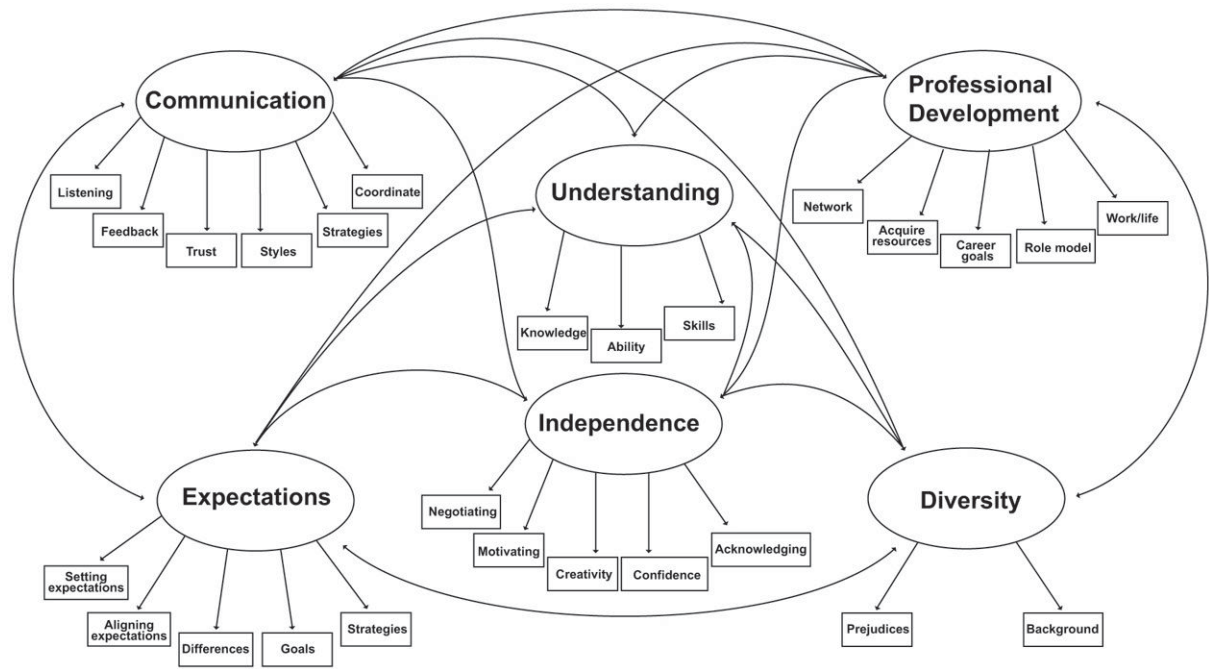 Communication
Professional
Development
Listening
Feedback
Trust
Styles
Strategies
Coordinate
Understanding
Network
Acquire
resources
Career
goals
Role model
Work/life
Knowledge
Ability
Skills
Independence
Expectations
Diversity
Negotiating
Motivating
Creativity
Confidence
Acknowledging
Setting
expectations
Aligning
expectations
Differences
Goals
Strategies
Prejudices
Background